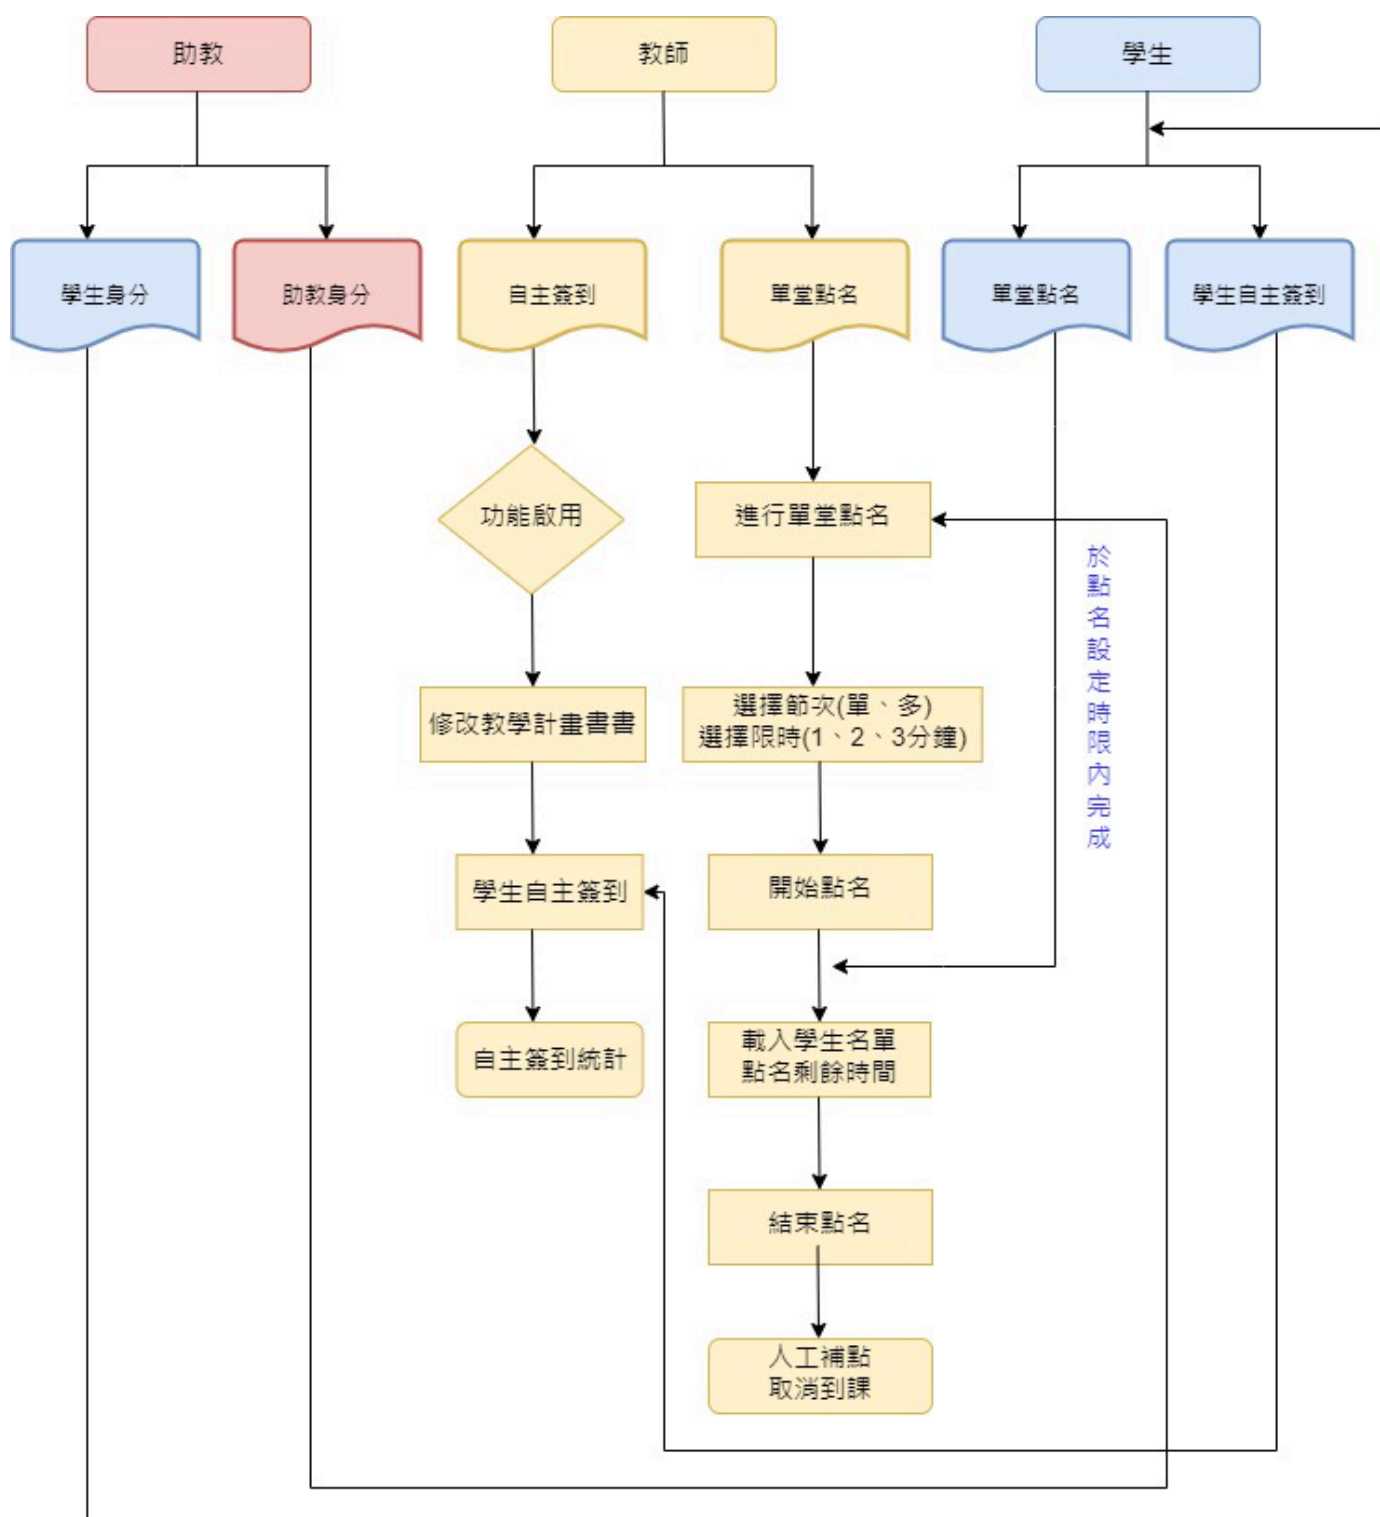 助教
教師
學生
學生身分
助教身分
自主簽到
單堂點名
單堂點名
學生自主簽到
功能啟用
進行單堂點名
於點名設定時限內完成
修改教學計畫書書
選擇節次(單、多)
選擇限時(1、2、3分鐘)
學生自主簽到
開始點名
自主簽到統計
載入學生名單
點名剩餘時間
結束點名
人工補點
取消到課